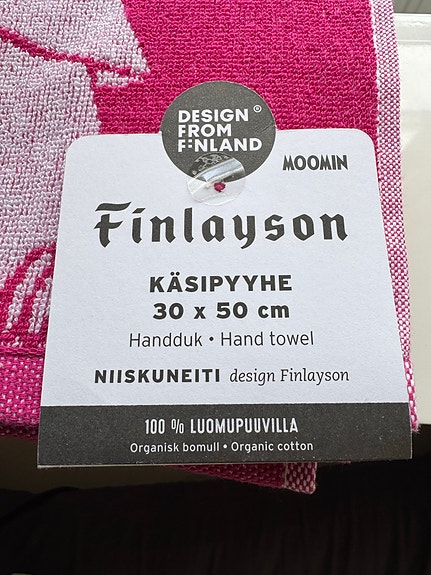 DESIGN ®
FROM
FINLAND
MOOMIN
Finlayson
KÄSIPYYHE
30 x 50 cm
Handduk • Hand towel
NIISKUNEITI design Finlayson
100 % LUOMUPUUVILLA
Organisk bomull • Organic cotton